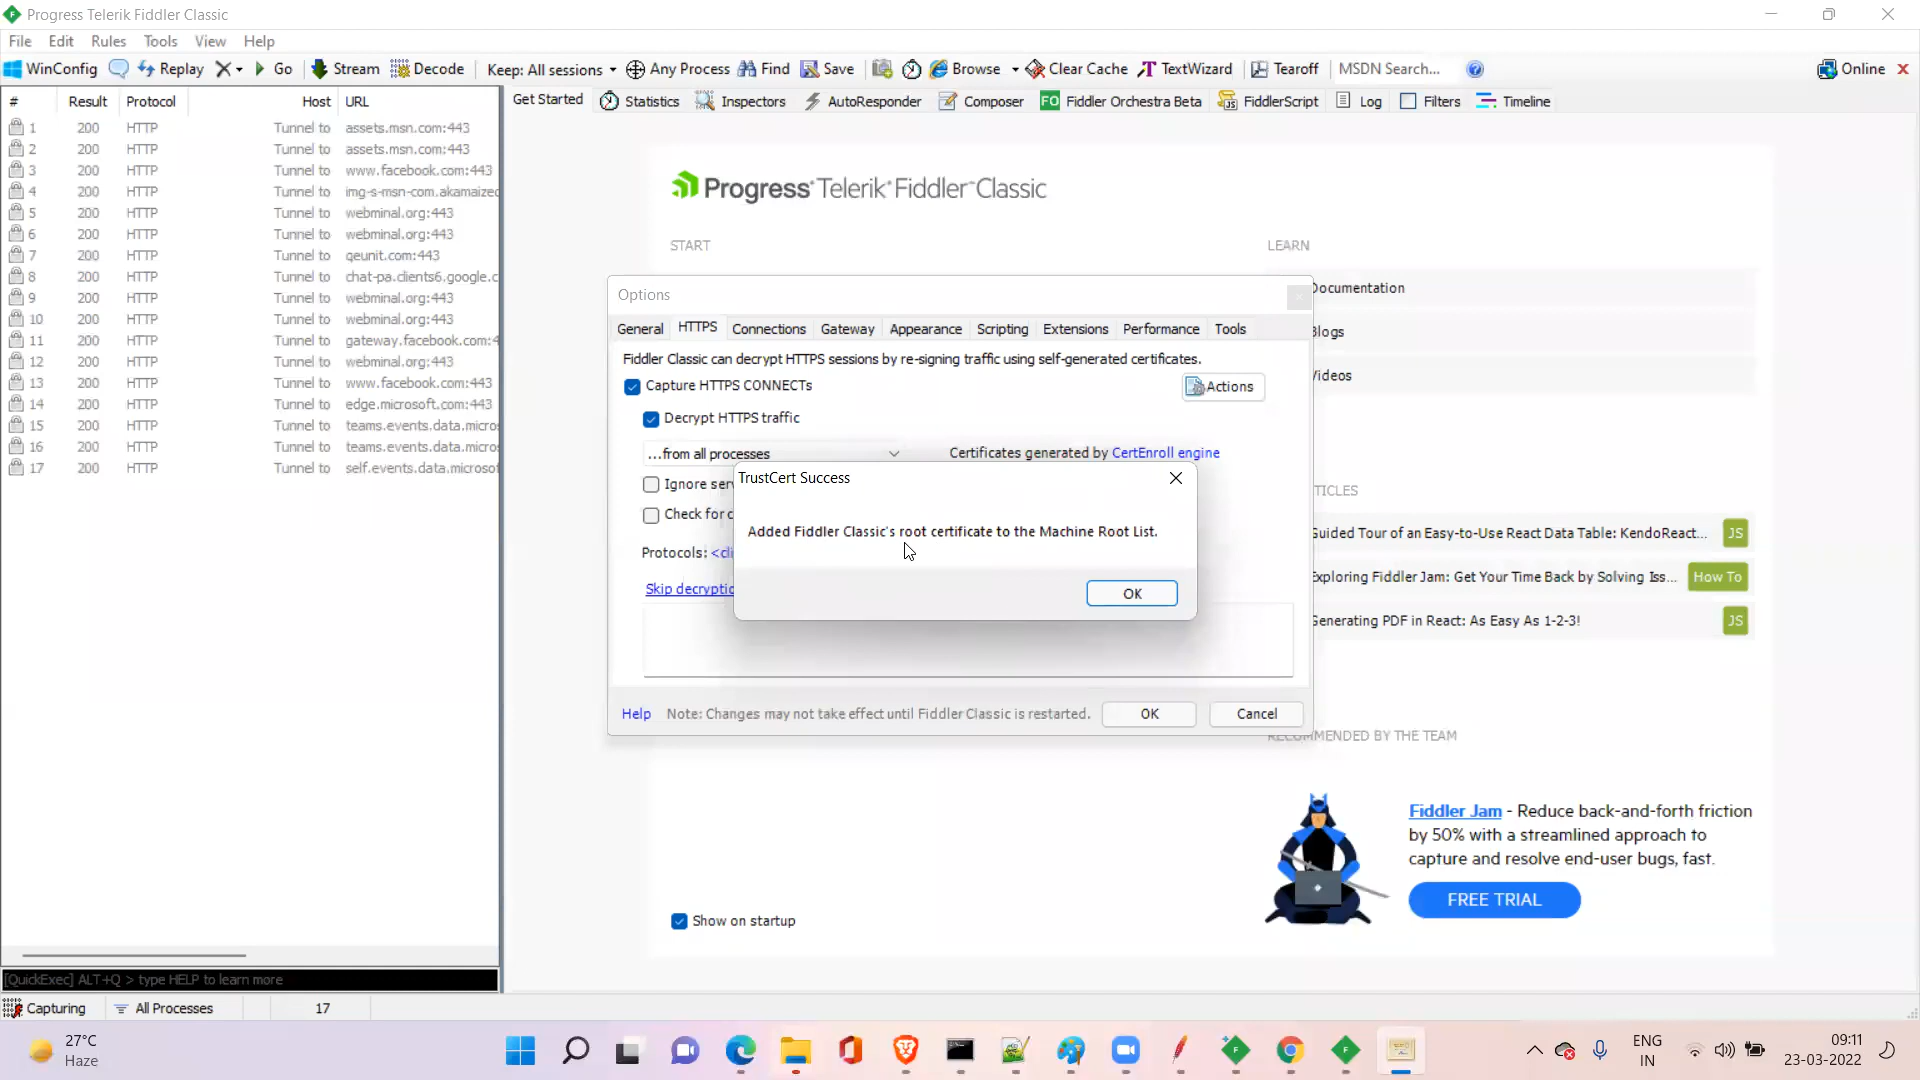 Progress Telerik Fiddler Classic
File Edit Rules Tools View Help
WinConfig Replay Go Stream Decode Keep: All sessions Any Process Find Save Browse Clear Cache TextWizard Tearoff MSDN Search... Online
# Result Protocol Host URL
Get Started Statistics Inspectors AutoResponder Composer FO Fiddler Orchestra Beta FiddlerScript Log Filters Timeline
1 200 HTTP Tunnel to assets.msn.com:443
2 200 HTTP Tunnel to assets.msn.com:443
3 200 HTTP Tunnel to www.facebook.com:443
4 200 HTTP Tunnel to img-s-msn-com.akamaized
5 200 HTTP Tunnel to webminal.org:443
6 200 HTTP Tunnel to webminal.org:443
7 200 HTTP Tunnel to qeunit.com:443
8 200 HTTP Tunnel to chat-pa.clients6.google.c
9 200 HTTP Tunnel to webminal.org:443
10 200 HTTP Tunnel to webminal.org:443
11 200 HTTP Tunnel to gateway.facebook.com:4
12 200 HTTP Tunnel to webminal.org:443
13 200 HTTP Tunnel to www.facebook.com:443
14 200 HTTP Tunnel to edge.microsoft.com:443
15 200 HTTP Tunnel to teams.events.data.micros
16 200 HTTP Tunnel to teams.events.data.micros
17 200 HTTP Tunnel to self.events.data.microsof
[QuickExec] ALT+Q > type HELP to learn more
Progress Telerik Fiddler Classic
START
LEARN
Documentation
Blogs
Videos
Options
General HTTPS Connections Gateway Appearance Scripting Extensions Performance Tools
Fiddler Classic can decrypt HTTPS sessions by re-signing traffic using self-generated certificates.
Capture HTTPS CONNECTs
Actions
Decrypt HTTPS traffic
...from all processes
Certificates generated by CertEnroll engine
Ignore serv
Check for c
Protocols: <cli
Skip decryptio
TrustCert Success
Added Fiddler Classic's root certificate to the Machine Root List.
OK
Help Note: Changes may not take effect until Fiddler Classic is restarted. OK Cancel
TICLES
Guided Tour of an Easy-to-Use React Data Table: KendoReact... JS
Exploring Fiddler Jam: Get Your Time Back by Solving Iss... How To
Generating PDF in React: As Easy As 1-2-3! JS
RECOMMENDED BY THE TEAM
Fiddler Jam - Reduce back-and-forth friction
by 50% with a streamlined approach to
capture and resolve end-user bugs, fast.
FREE TRIAL
Show on startup
Capturing All Processes 17
27°C
Haze
ENG
IN
09:11
23-03-2022